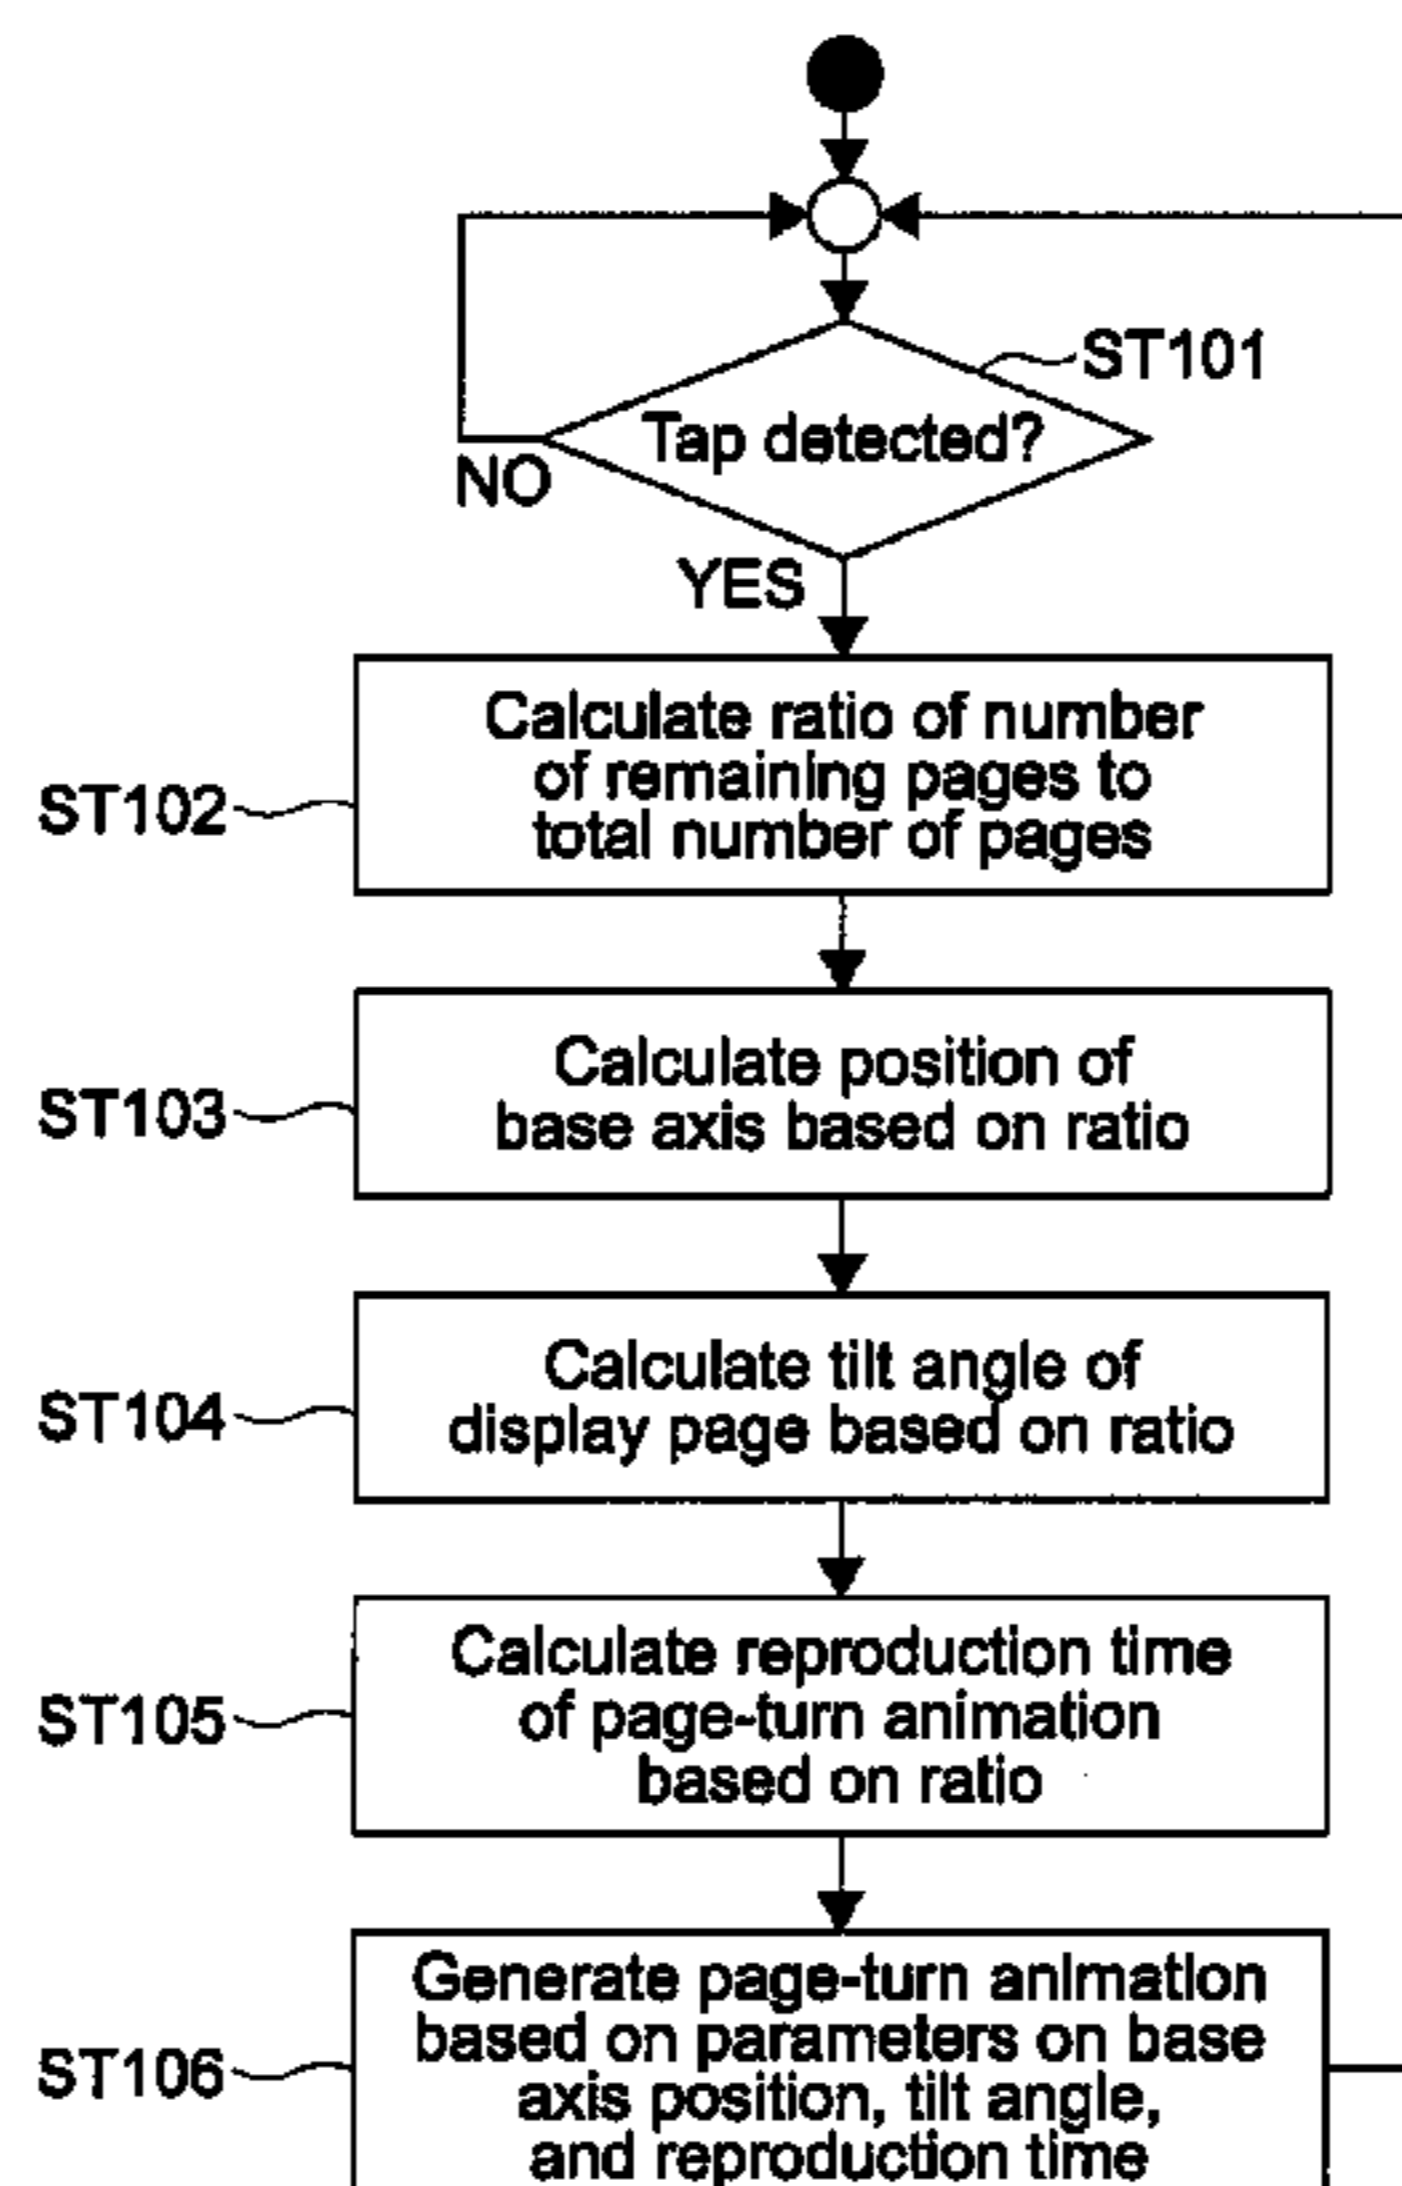 ST101
Tap detected?
NO
YES
Calculate ratio of number
of remaining pages to
total number of pages
ST102
Calculate position of
base axis based on ratio
ST103
Calculate tilt angle of
display page based on ratio
ST104
Calculate reproduction time
of page-turn animation
based on ratio
ST105
Generate page-turn animation
based on parameters on base
axis position, tilt angle,
and reproduction time
ST106